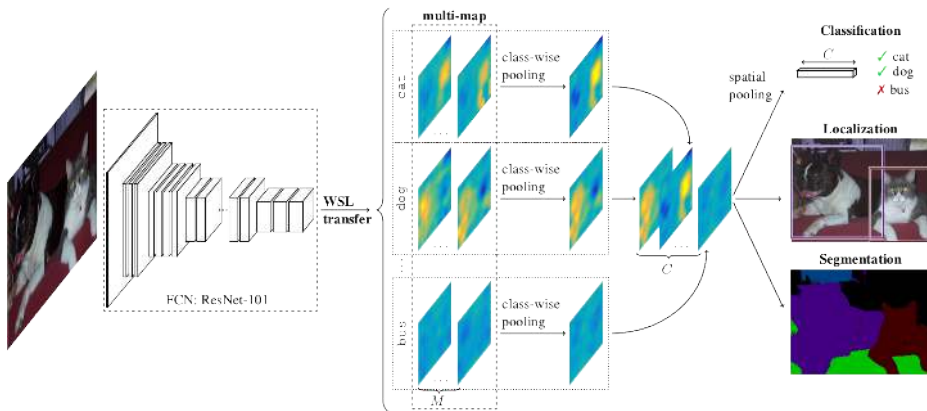 multi-map
cat
class-wise
pooling
. . .
dog
class-wise
pooling
. . .
bus
class-wise
pooling
. . .
M
FCN: ResNet-101
. . .
WSL
transfer
. . .
C
spatial
pooling
Classification
C
✓ cat
✓ dog
✗ bus
Localization
Segmentation